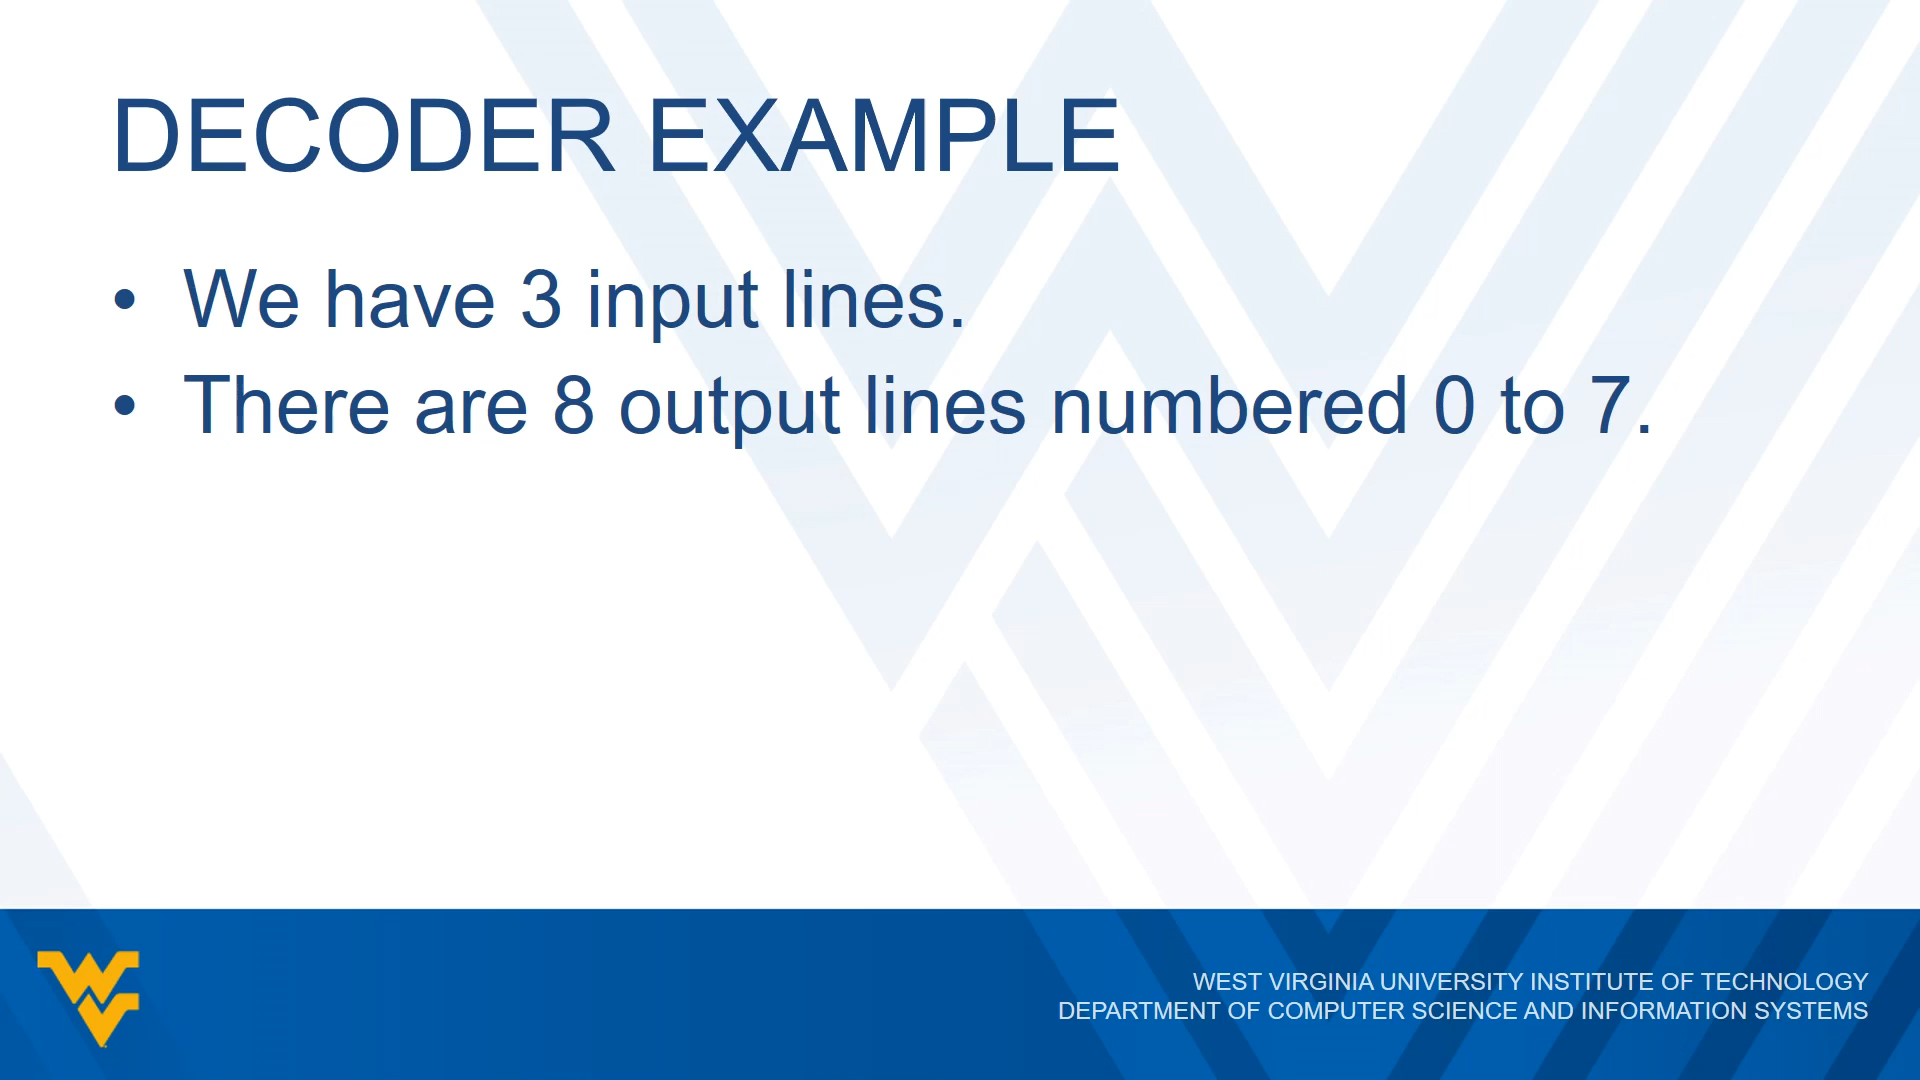 DECODER EXAMPLE
• We have 3 input lines.
• There are 8 output lines numbered 0 to 7.
WEST VIRGINIA UNIVERSITY INSTITUTE OF TECHNOLOGY
DEPARTMENT OF COMPUTER SCIENCE AND INFORMATION SYSTEMS